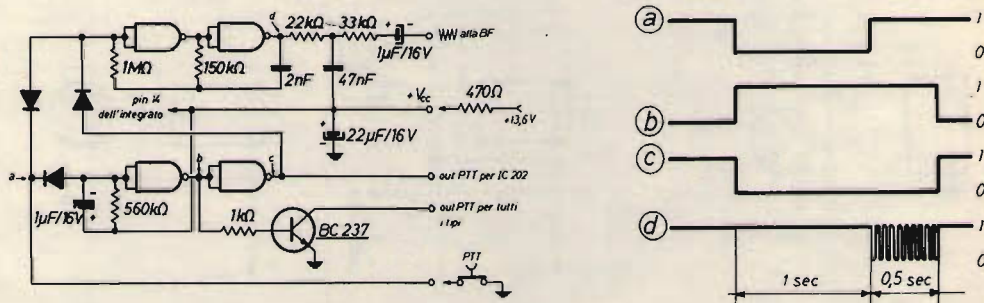 d
22kΩ
33kΩ
+ -
alla BF
1µF/16V
1MΩ
150kΩ
2nF
47nF
pin 14
dell'integrato
+Vcc
470Ω
+13,6V
+
-
22µF/16V
a
b
c
out PTT per IC 202
-
+
1µF/16V
560kΩ
1kΩ
out PTT per tutti
i tipi
BC 237
PTT
a
1
0
b
1
0
c
1
0
d
1
0
1 sec
0,5 sec